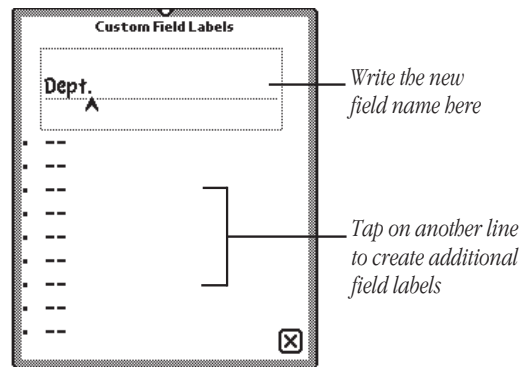 Custom Field Labels
Dept.
Write the new
field name here
. --
. --
. --
. --
. --
. --
. --
. --
. --
Tap on another line
to create additional
field labels